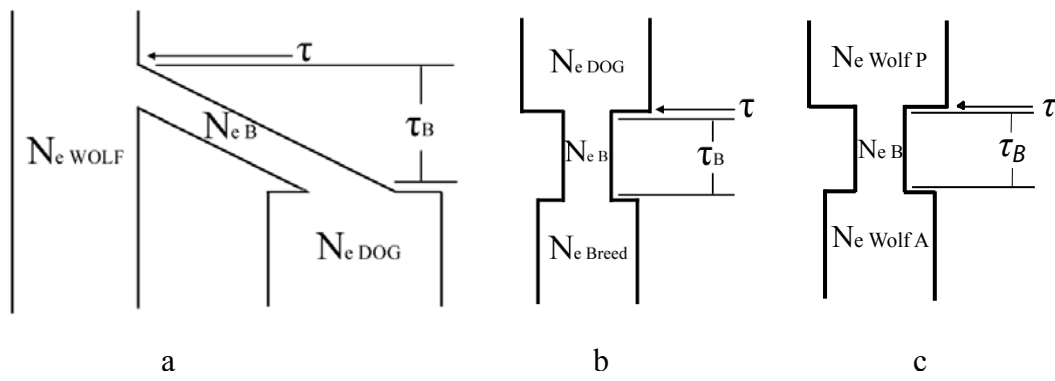 τ
τB
Ne B
Ne WOLF
Ne DOG
a
Ne DOG
τ
Ne B
τB
Ne Breed
b
Ne Wolf P
τ
Ne B
τB
Ne Wolf A
c